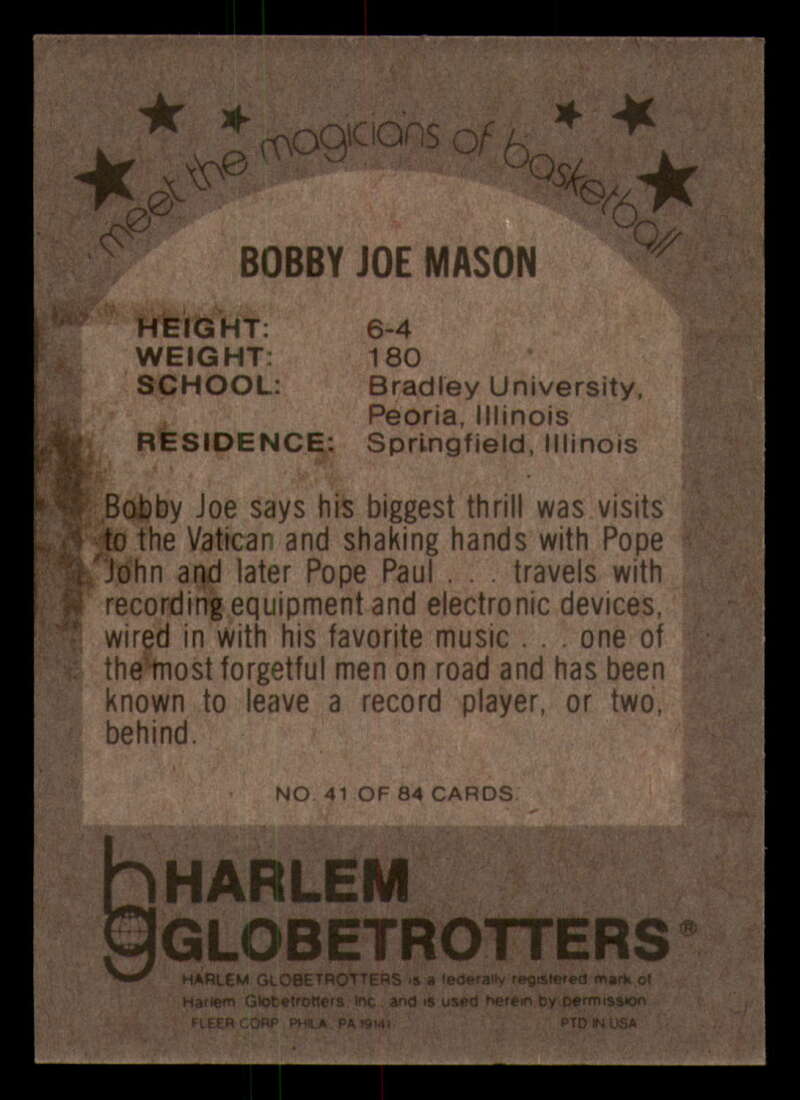 meet the magicians of basketball
BOBBY JOE MASON
HEIGHT: 6-4
WEIGHT: 180
SCHOOL: Bradley University,
Peoria, Illinois
RESIDENCE: Springfield, Illinois
Bobby Joe says his biggest thrill was visits
to the Vatican and shaking hands with Pope
John and later Pope Paul . . . travels with
recording equipment and electronic devices,
wired in with his favorite music . . . one of
the most forgetful men on road and has been
known to leave a record player, or two,
behind.
NO. 41 OF 84 CARDS.
hg HARLEM
GLOBETROTTERS®
HARLEM GLOBETROTTERS is a federally registered mark of
Harlem Globetrotters, Inc. and is used herein by permission
FLEER CORP. PHILA. PA 19141 PTD IN USA